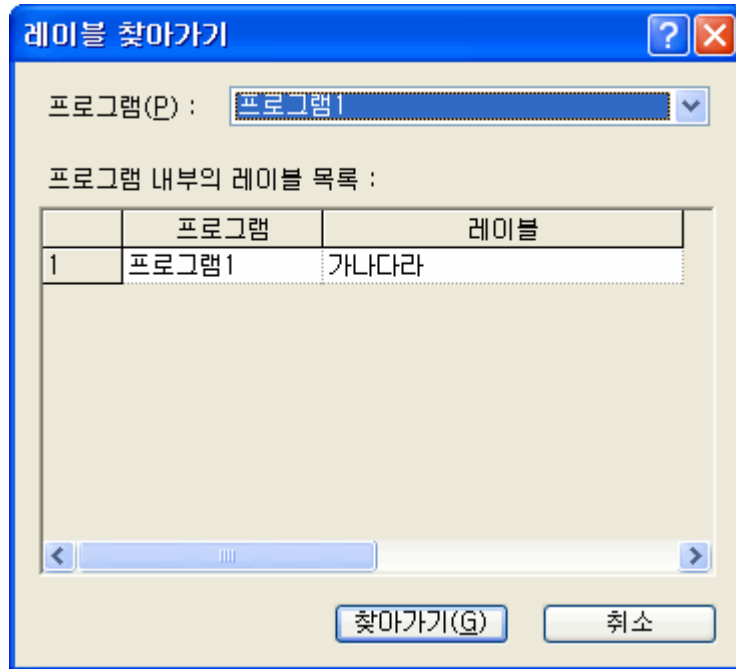 레이블 찾아가기
프로그램(P) : 프로그램1
프로그램 내부의 레이블 목록 :
프로그램 레이블
1 프로그램1 가나다라
찾아가기(G) 취소